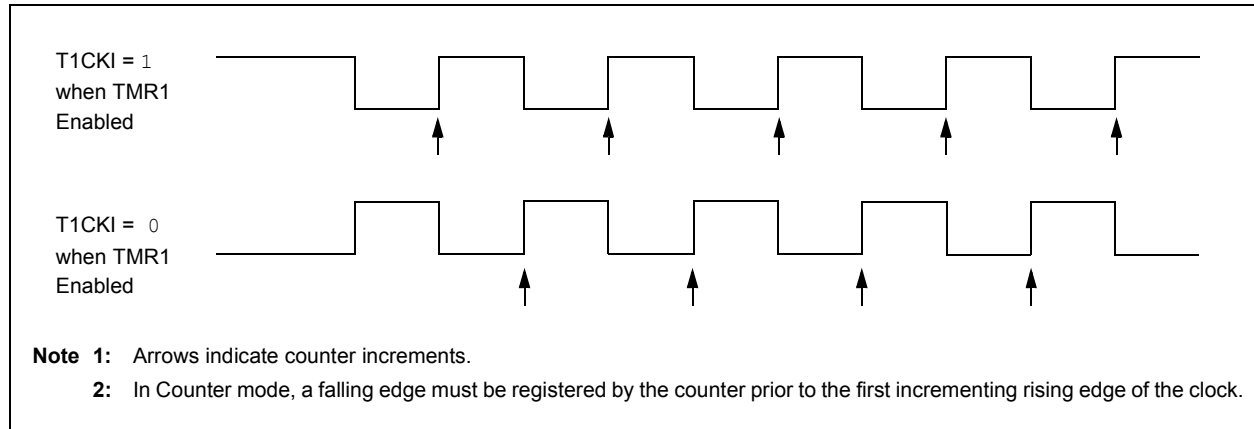 T1CKI = 1
when TMR1
Enabled
T1CKI = 0
when TMR1
Enabled
Note 1: Arrows indicate counter increments.
2: In Counter mode, a falling edge must be registered by the counter prior to the first incrementing rising edge of the clock.